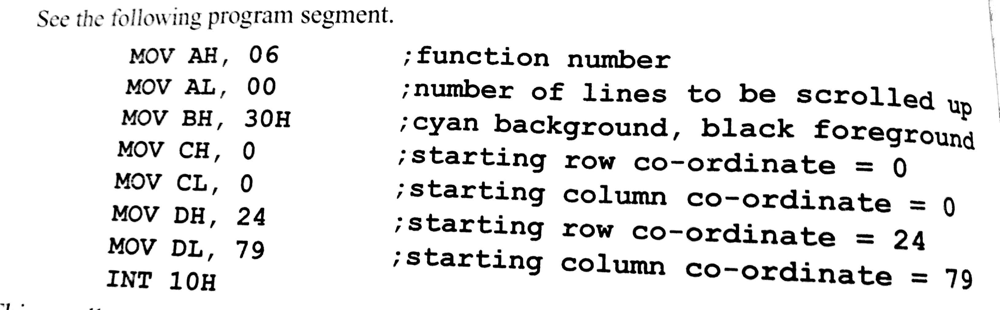 See the following program segment.
MOV AH, 06 ;function number
MOV AL, 00 ;number of lines to be scrolled up
MOV BH, 30H ;cyan background, black foreground
MOV CH, 0 ;starting row co-ordinate = 0
MOV CL, 0 ;starting column co-ordinate = 0
MOV DH, 24 ;starting row co-ordinate = 24
MOV DL, 79 ;starting column co-ordinate = 79
INT 10H